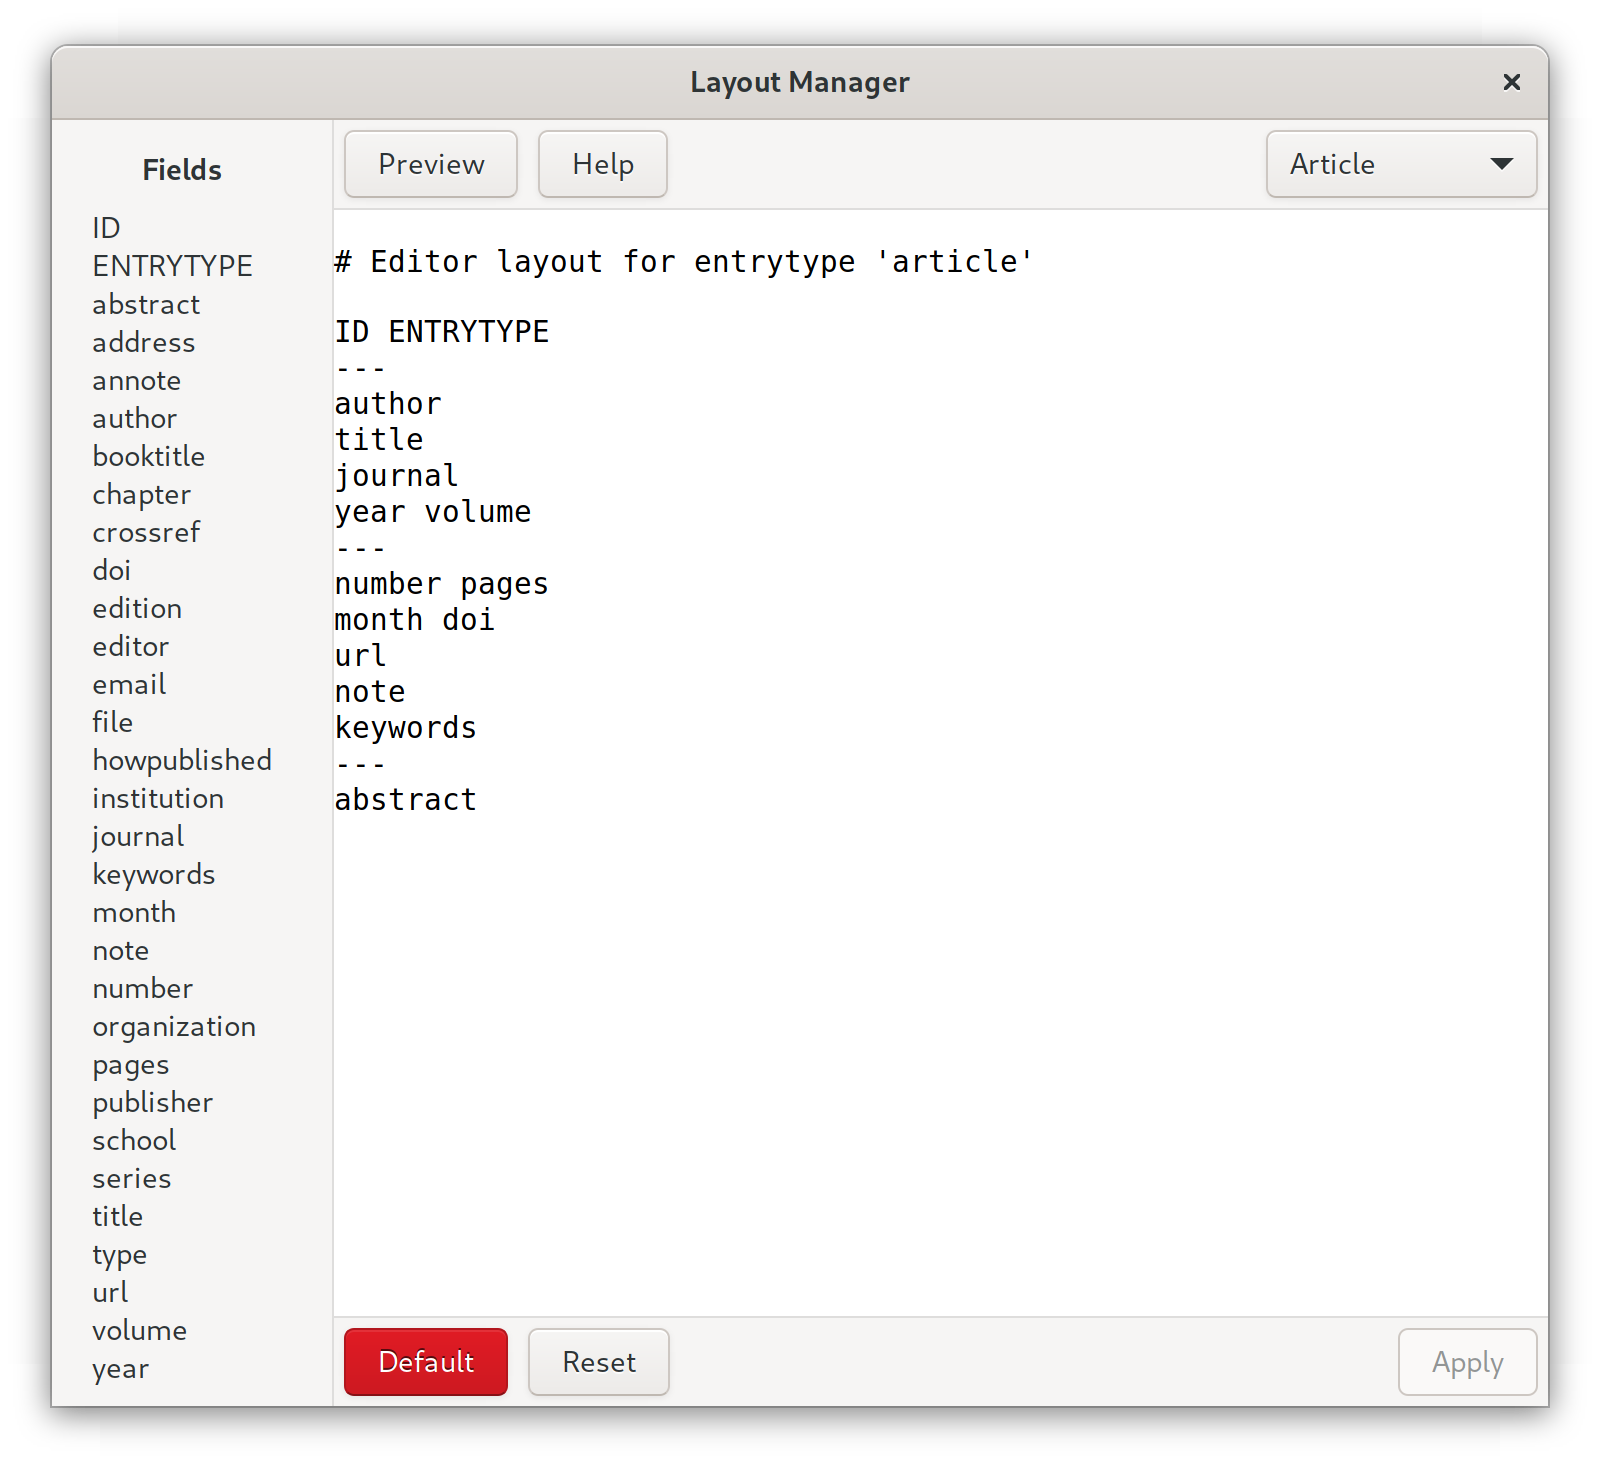 Layout Manager
Fields
ID
ENTRYTYPE
abstract
address
annote
author
booktitle
chapter
crossref
doi
edition
editor
email
file
howpublished
institution
journal
keywords
month
note
number
organization
pages
publisher
school
series
title
type
url
volume
year
Preview Help Article
# Editor layout for entrytype 'article'
ID ENTRYTYPE
---
author
title
journal
year volume
---
number pages
month doi
url
note
keywords
---
abstract
Default Reset Apply